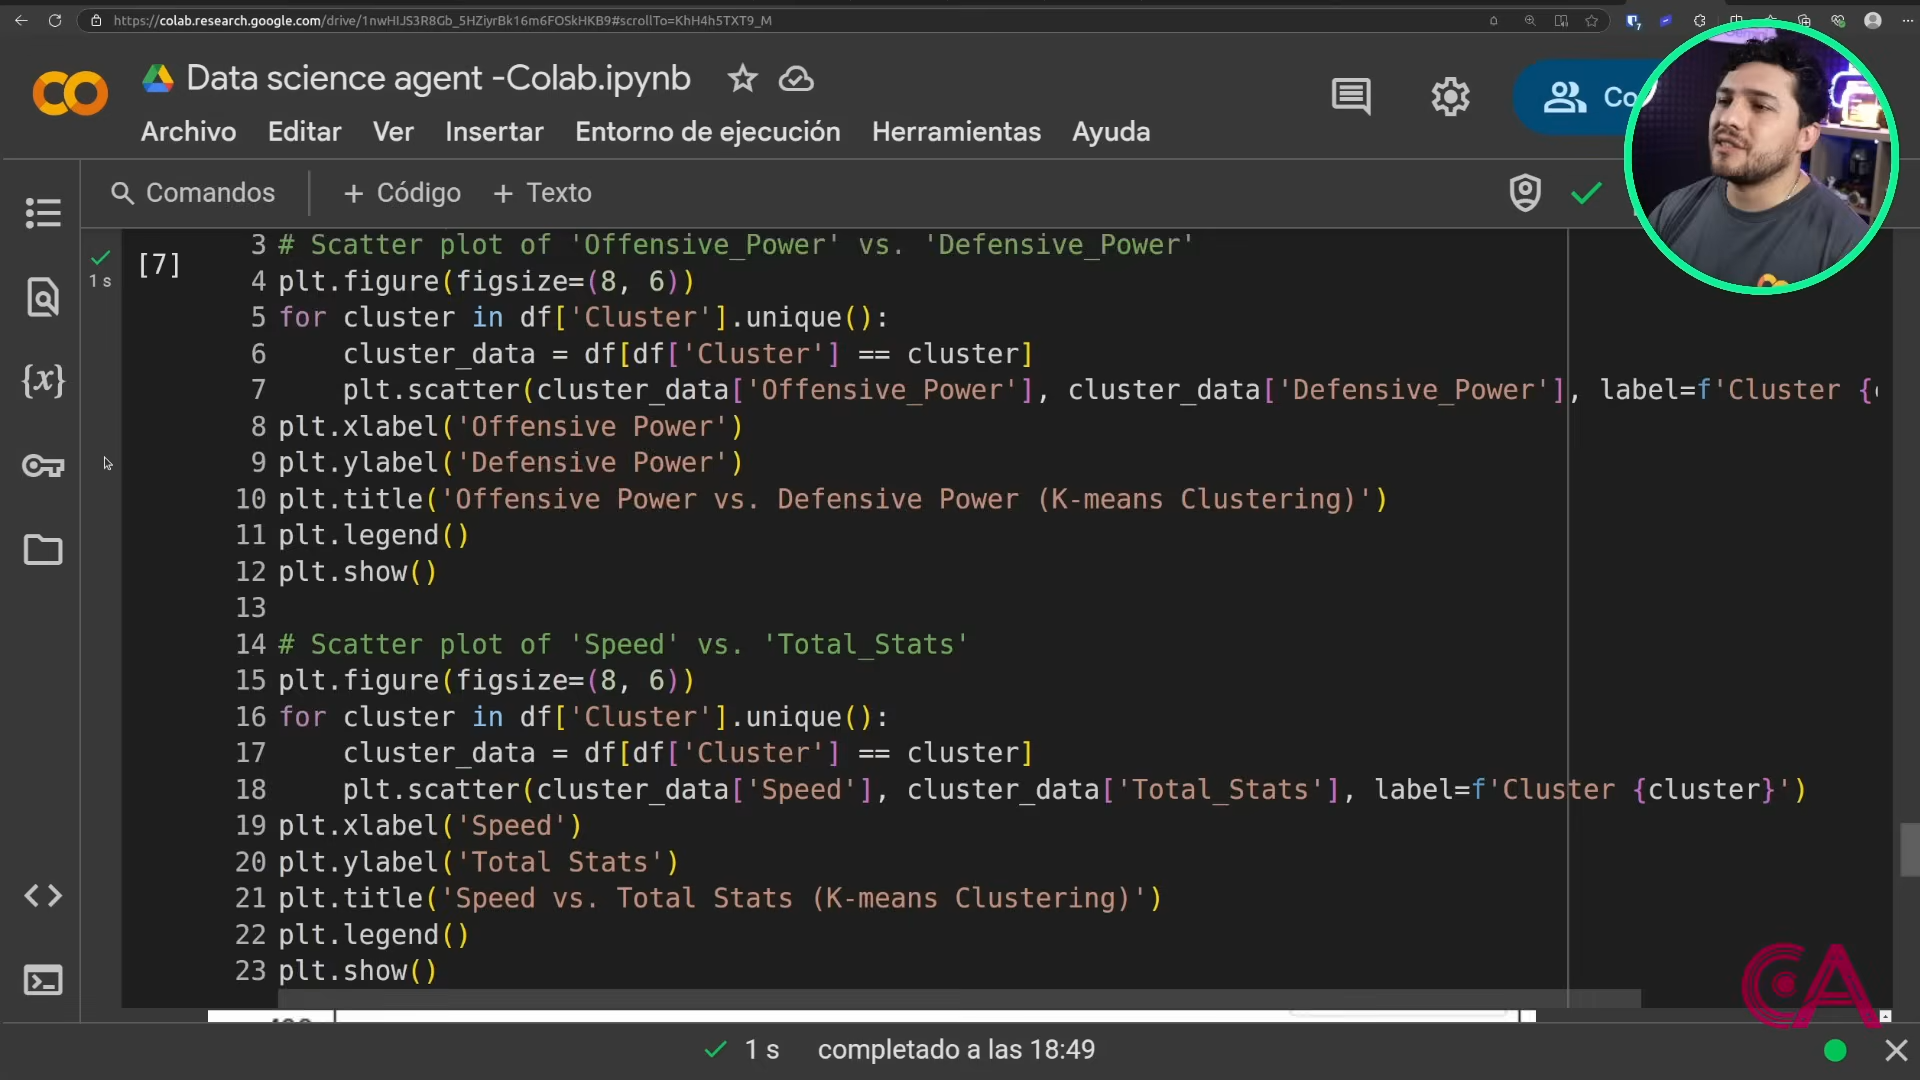 https://colab.research.google.com/drive/1nwHIJS3R8Gb_5HZiyrBk16m6FOSkHKB9#scrollTo=KhH4h5TXT9_M
Data science agent -Colab.ipynb
Co
Archivo Editar Ver Insertar Entorno de ejecución Herramientas Ayuda
Comandos + Código + Texto
[7]
1 s
3 # Scatter plot of 'Offensive_Power' vs. 'Defensive_Power'
4 plt.figure(figsize=(8, 6))
5 for cluster in df['Cluster'].unique():
6 cluster_data = df[df['Cluster'] == cluster]
7 plt.scatter(cluster_data['Offensive_Power'], cluster_data['Defensive_Power'], label=f'Cluster {
8 plt.xlabel('Offensive Power')
9 plt.ylabel('Defensive Power')
10 plt.title('Offensive Power vs. Defensive Power (K-means Clustering)')
11 plt.legend()
12 plt.show()
13
14 # Scatter plot of 'Speed' vs. 'Total_Stats'
15 plt.figure(figsize=(8, 6))
16 for cluster in df['Cluster'].unique():
17 cluster_data = df[df['Cluster'] == cluster]
18 plt.scatter(cluster_data['Speed'], cluster_data['Total_Stats'], label=f'Cluster {cluster}')
19 plt.xlabel('Speed')
20 plt.ylabel('Total Stats')
21 plt.title('Speed vs. Total Stats (K-means Clustering)')
22 plt.legend()
23 plt.show()
CA
1 s completado a las 18:49